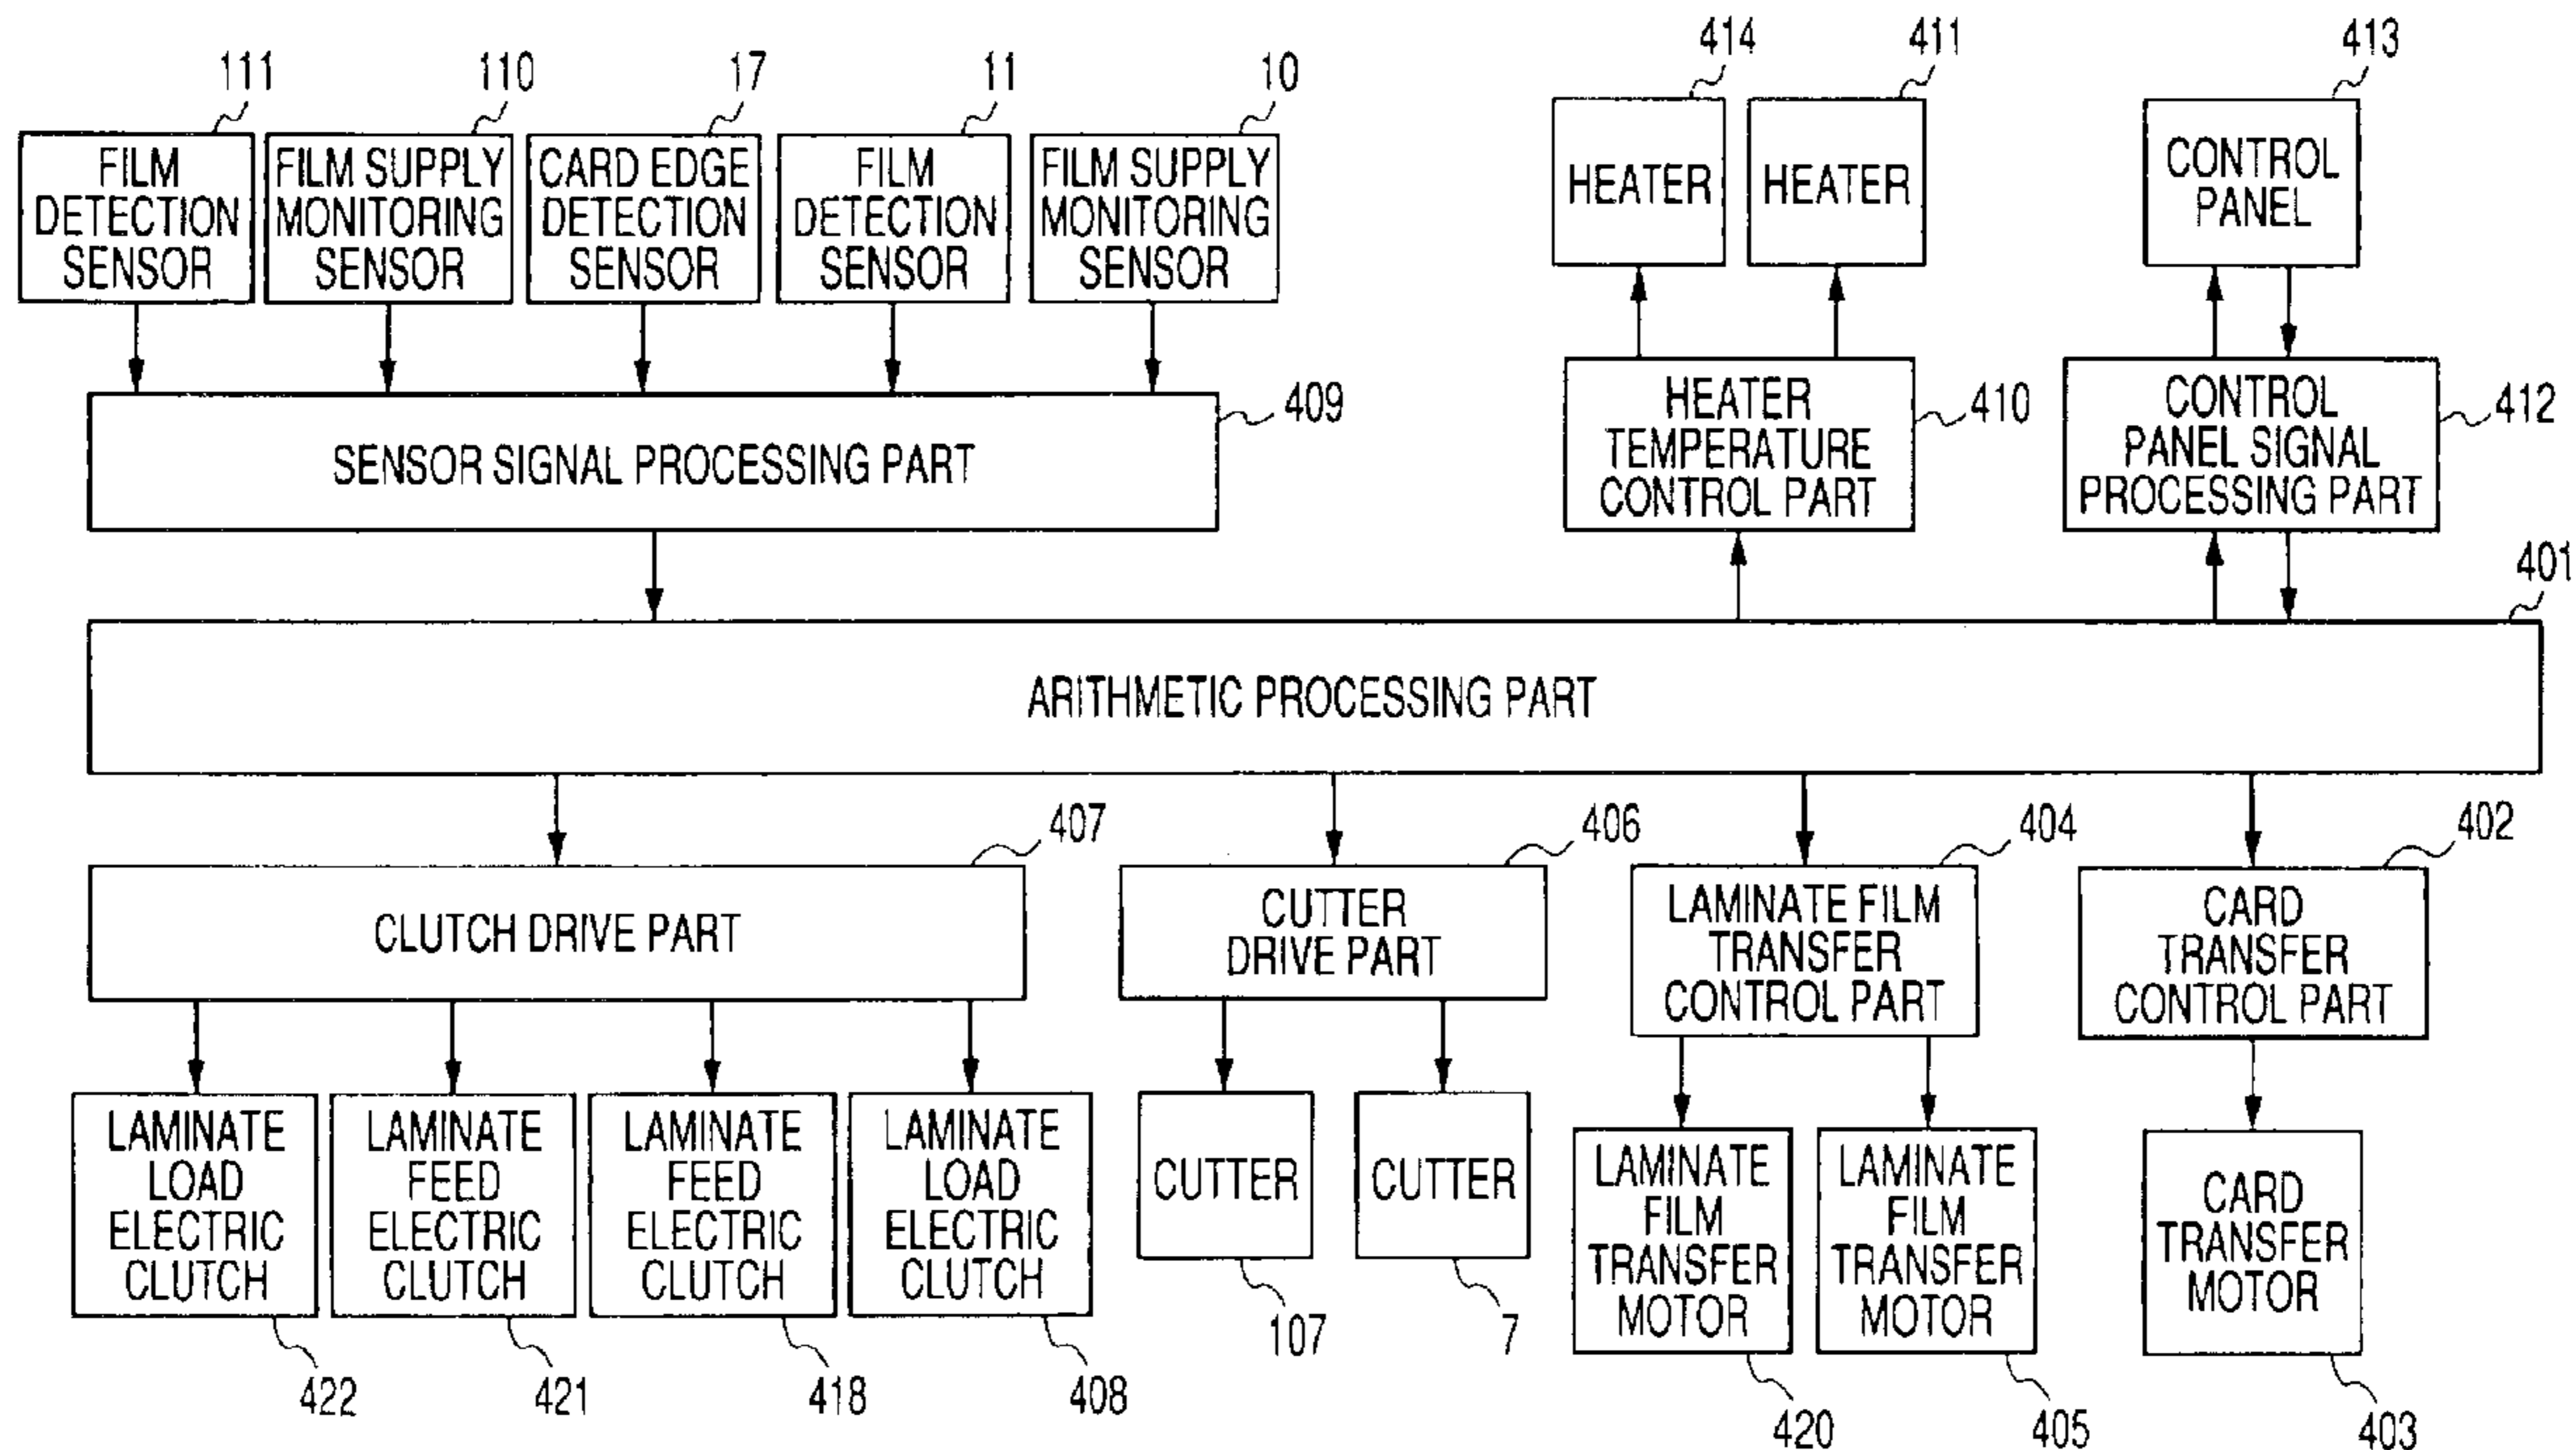 111
110
17
11
10
414
411
413
FILM
DETECTION
SENSOR
FILM SUPPLY
MONITORING
SENSOR
CARD EDGE
DETECTION
SENSOR
FILM
DETECTION
SENSOR
FILM SUPPLY
MONITORING
SENSOR
HEATER
HEATER
CONTROL
PANEL
SENSOR SIGNAL PROCESSING PART
409
HEATER
TEMPERATURE
CONTROL PART
410
CONTROL
PANEL SIGNAL
PROCESSING PART
412
401
ARITHMETIC PROCESSING PART
407
406
404
402
CLUTCH DRIVE PART
CUTTER
DRIVE PART
LAMINATE FILM
TRANSFER
CONTROL PART
CARD
TRANSFER
CONTROL PART
LAMINATE
LOAD
ELECTRIC
CLUTCH
LAMINATE
FEED
ELECTRIC
CLUTCH
LAMINATE
FEED
ELECTRIC
CLUTCH
LAMINATE
LOAD
ELECTRIC
CLUTCH
CUTTER
CUTTER
LAMINATE
FILM
TRANSFER
MOTOR
LAMINATE
FILM
TRANSFER
MOTOR
CARD
TRANSFER
MOTOR
422
421
418
408
107
7
420
405
403